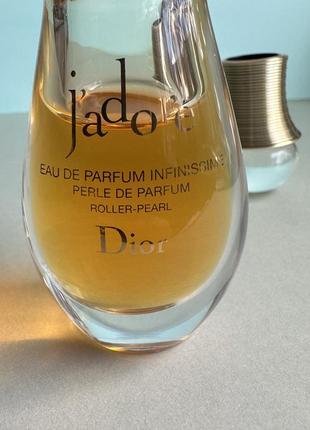 j'adore
EAU DE PARFUM INFINISSIME
PERLE DE PARFUM
ROLLER-PEARL
Dior